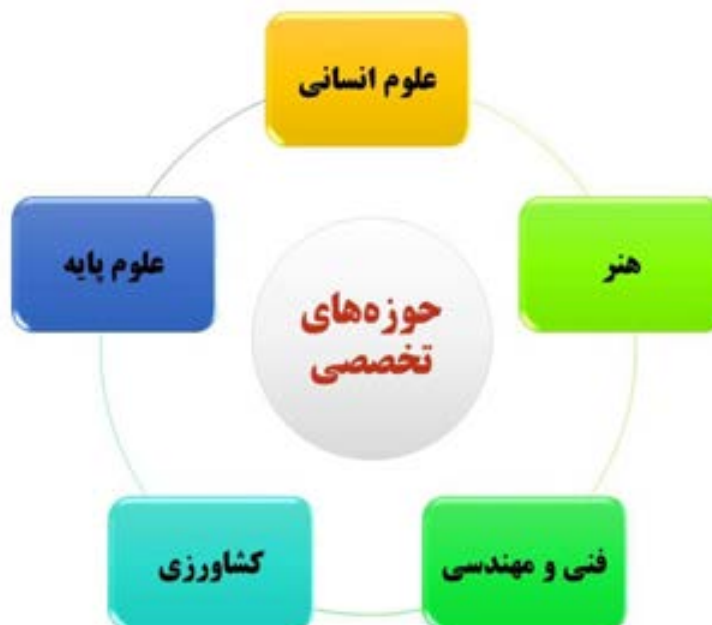 علوم انسانی
هنر
علوم پایه
حوزه‌های
تخصصی
فنی و مهندسی
کشاورزی